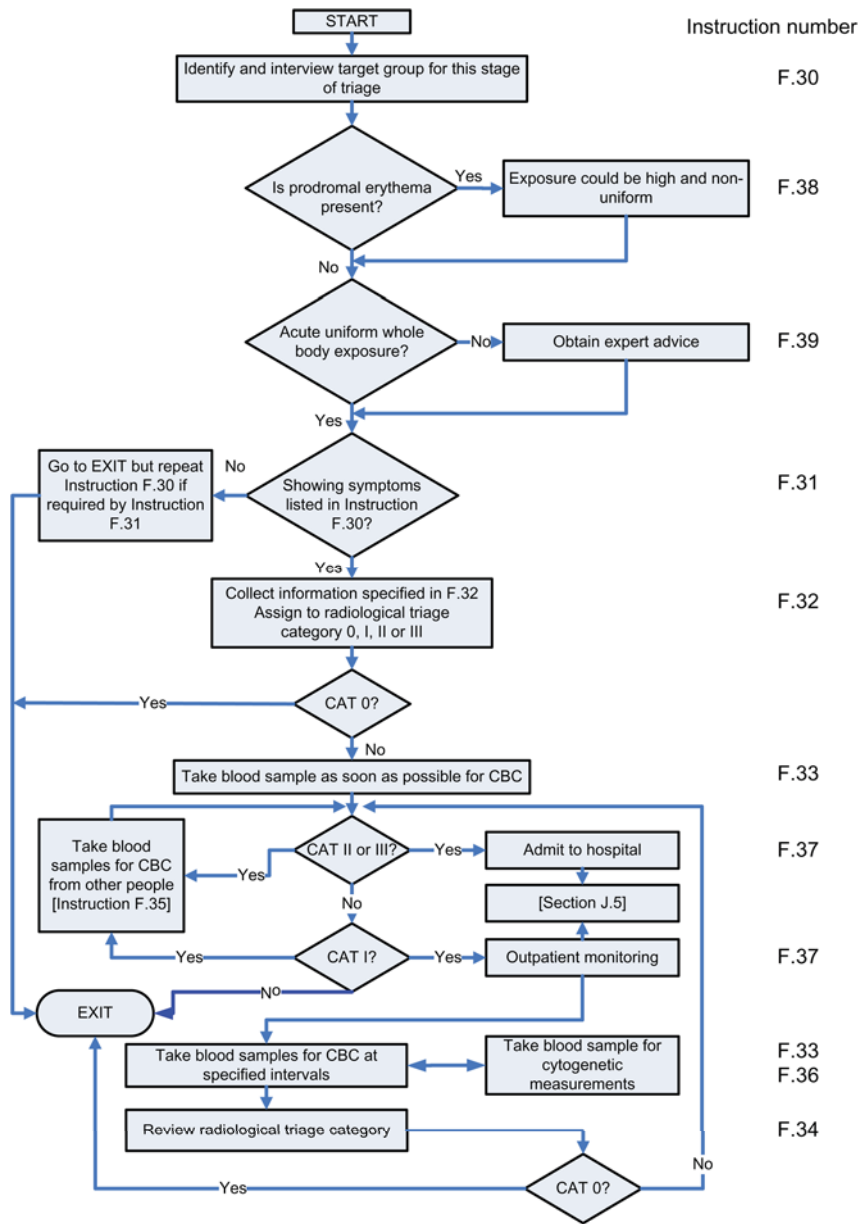 START
Instruction number
Identify and interview target group for this stage
of triage
F.30
Is prodromal erythema
present?
Yes
Exposure could be high and non-
uniform
F.38
No
Acute uniform whole
body exposure?
No
Obtain expert advice
F.39
Yes
Go to EXIT but repeat
Instruction F.30 if
required by Instruction
F.31
No
Showing symptoms
listed in Instruction
F.30?
F.31
Yes
Collect information specified in F.32
Assign to radiological triage
category 0, I, II or III
F.32
Yes
CAT 0?
No
Take blood sample as soon as possible for CBC
F.33
Take blood
samples for CBC
from other people
[Instruction F.35]
Yes
CAT II or III?
Yes
Admit to hospital
F.37
[Section J.5]
No
Yes
CAT I?
Yes
Outpatient monitoring
F.37
No
EXIT
Take blood samples for CBC at
specified intervals
Take blood sample for
cytogenetic
measurements
F.33
F.36
Review radiological triage category
F.34
No
Yes
CAT 0?